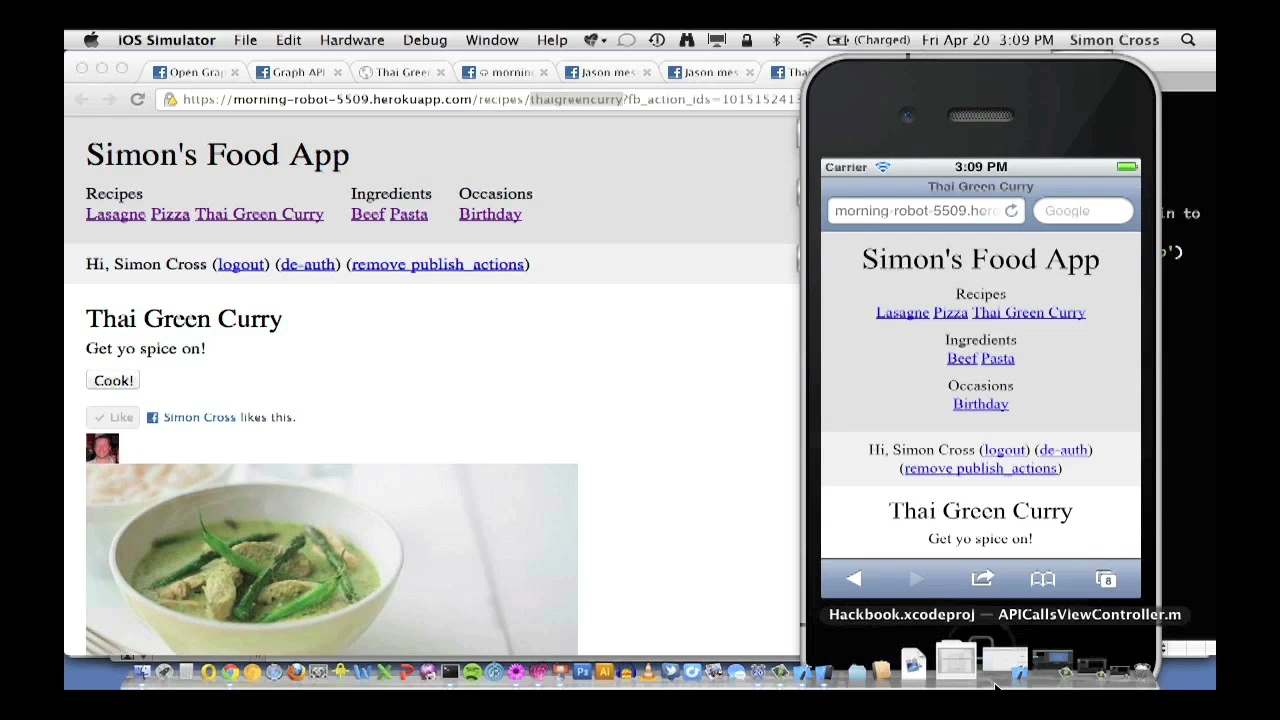 iOS Simulator File Edit Hardware Debug Window Help (Charged) Fri Apr 20 3:09 PM Simon Cross
Open Gra Graph API Thai Gree morning Jason mes Jason mes Tha
https://morning-robot-5509.herokuapp.com/recipes/thaigreencurry?fb_action_ids=1015152413
Simon's Food App
Recipes Ingredients Occasions
Lasagne Pizza Thai Green Curry Beef Pasta Birthday
Hi, Simon Cross (logout) (de-auth) (remove publish_actions)
Thai Green Curry
Get yo spice on!
Cook!
Like Simon Cross likes this.
Carrier 3:09 PM
Thai Green Curry
morning-robot-5509.hero Google
Simon's Food App
Recipes
Lasagne Pizza Thai Green Curry
Ingredients
Beef Pasta
Occasions
Birthday
Hi, Simon Cross (logout) (de-auth)
(remove publish_actions)
Thai Green Curry
Get yo spice on!
8
in to
')
Hackbook.xcodeproj — APICallsViewController.m